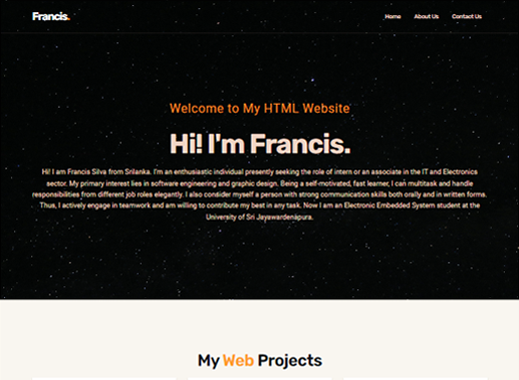 Francis.
Home About Us Contact Us
Welcome to My HTML Website
Hi! I'm Francis.
Hi! I am Francis Silva from Srilanka. I'm an enthusiastic individual presently seeking the role of intern or an associate in the IT and Electronics
sector. My primary interest lies in software engineering and graphic design. Being a self-motivated, fast learner, I can multitask and handle
responsibilities from different job roles elegantly. I also consider myself a person with strong communication skills both orally and in written forms.
Thus, I actively engage in teamwork and am willing to contribute my best in any task. Now I am an Electronic Embedded System student at the
University of Sri Jayawardenapura.
My Web Projects